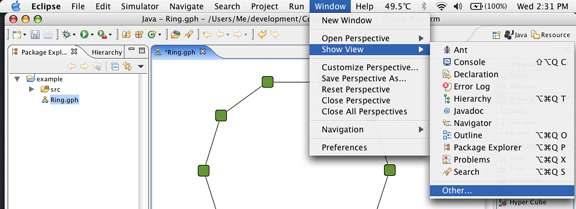 Eclipse File Edit Navigate Search Project Run Window Help 49.5°C (100%) Wed 2:31 PM
Java – Ring.gph – /Users/Me/development/Co
Package Expl... Hierarchy
*Ring.gph
Java Resource
example
src
Ring.gph
New Window
Open Perspective
Show View
Customize Perspective...
Save Perspective As...
Reset Perspective
Close Perspective
Close All Perspectives
Navigation
Preferences
Ant
Console ⇧⌥Q C
Declaration
Error Log
Hierarchy ⌥⌘Q T
Javadoc
Navigator
Outline ⌥⌘Q O
Package Explorer ⌥⌘Q P
Problems ⌥⌘Q X
Search ⌥⌘Q S
Other...
Hyper Cube